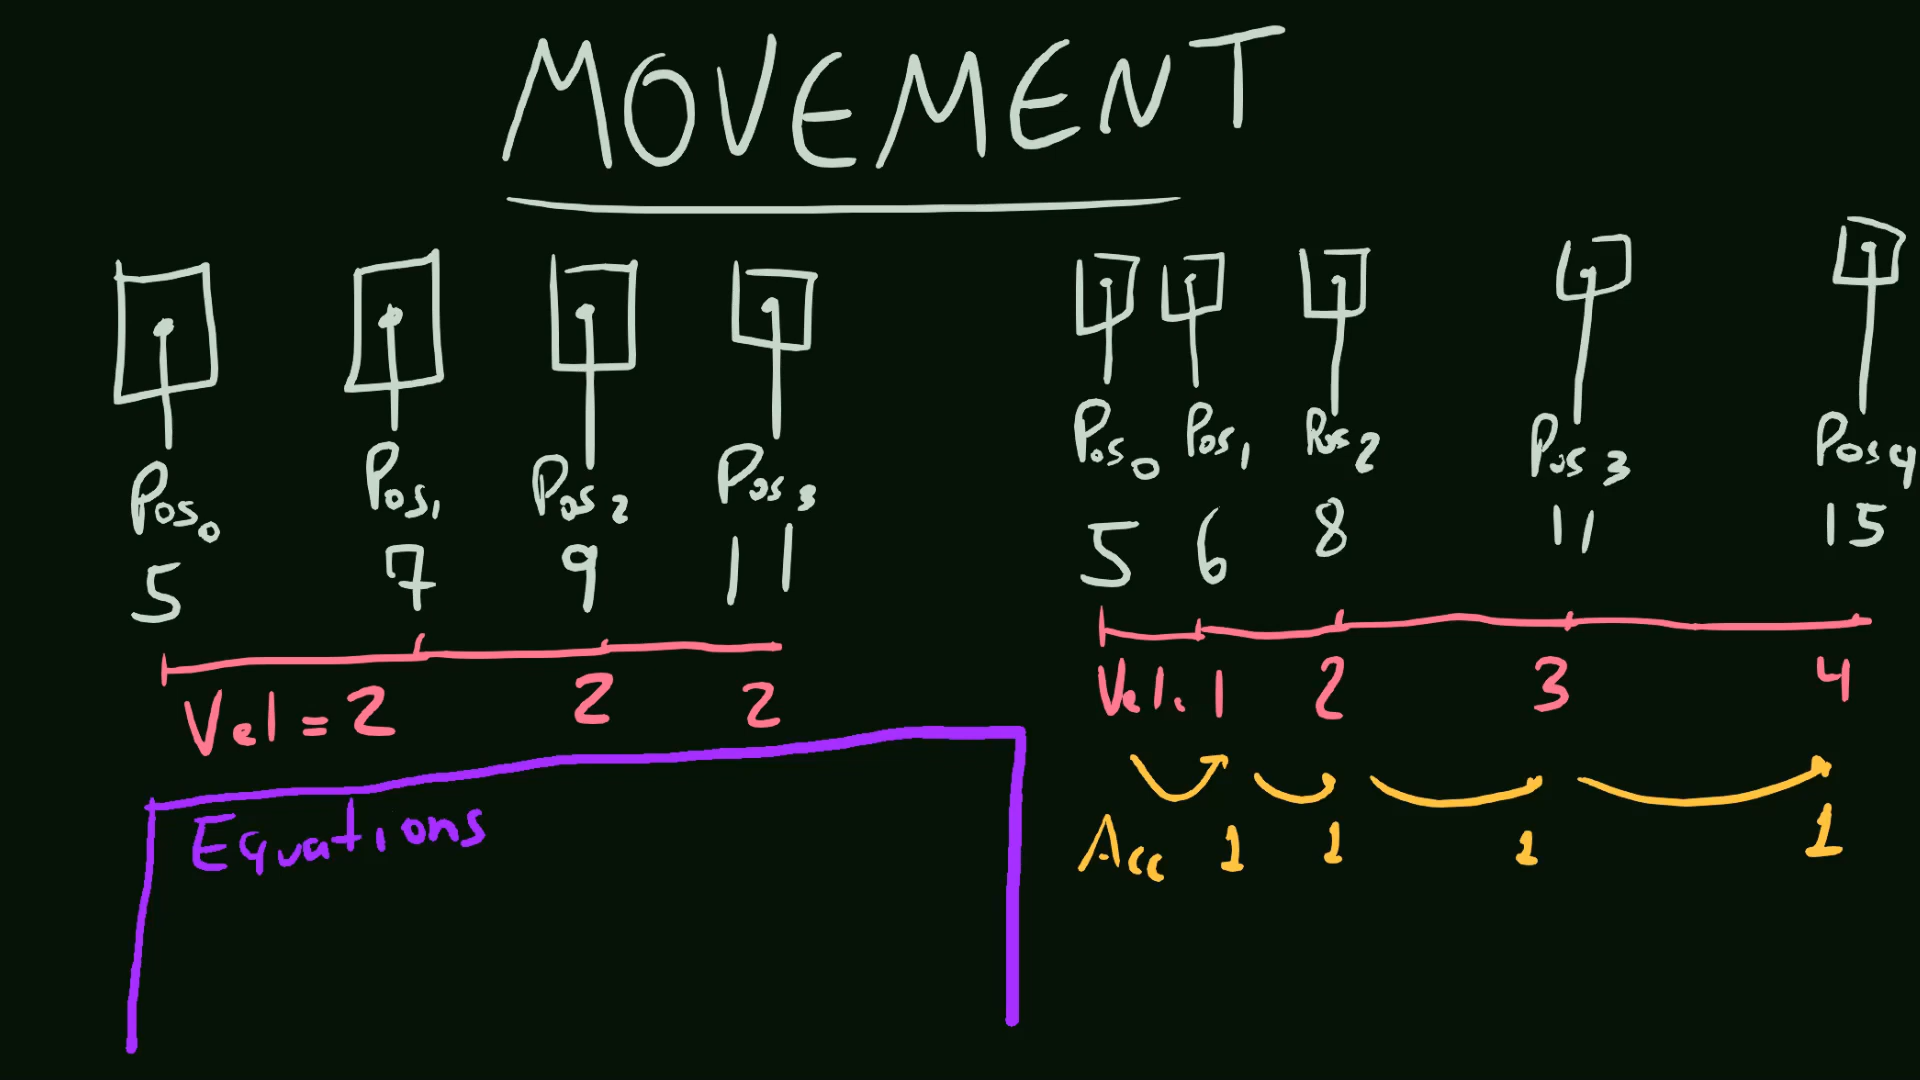 MOVEMENT
Pos0 Pos1 Pos2 Pos3
5 7 9 11
Vel = 2 2 2
Equations
Pos0 Pos1 Pos2 Pos3 Pos4
5 6 8 11 15
Vel. 1 2 3 4
Acc 1 1 1 1